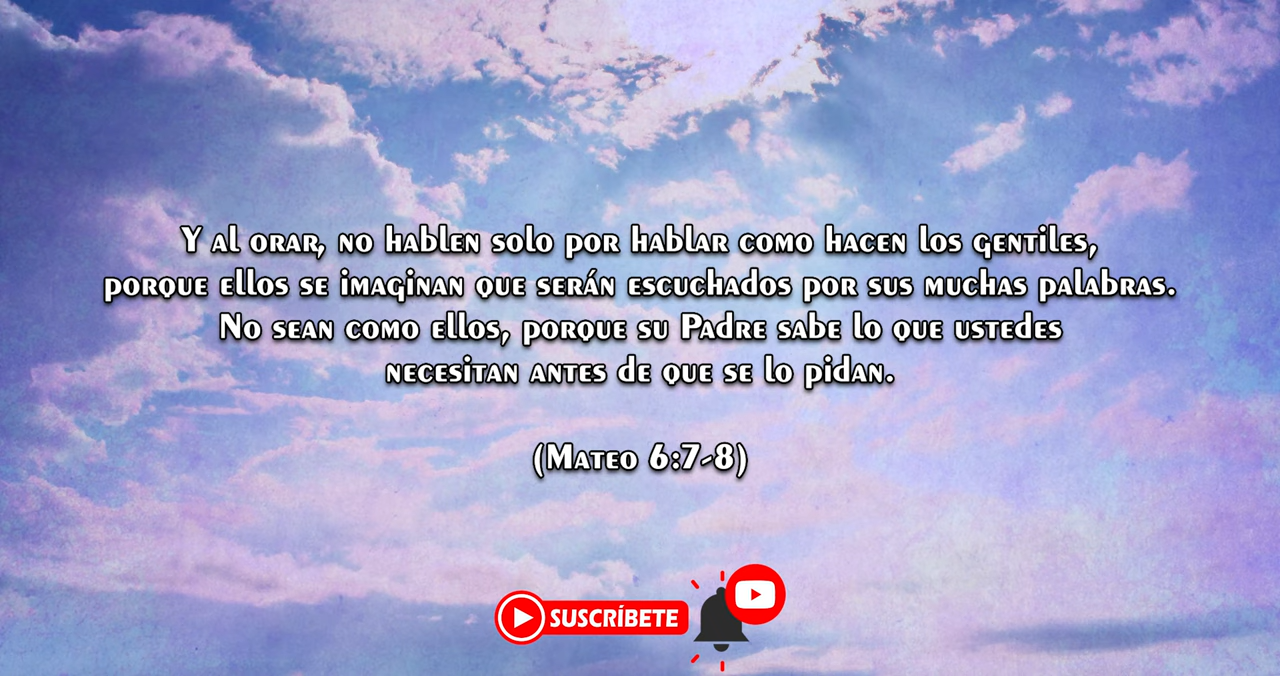 Y al orar, no hablen solo por hablar como hacen los gentiles,
porque ellos se imaginan que serán escuchados por sus muchas palabras.
No sean como ellos, porque su Padre sabe lo que ustedes
necesitan antes de que se lo pidan.
(Mateo 6:7-8)
SUSCRÍBETE